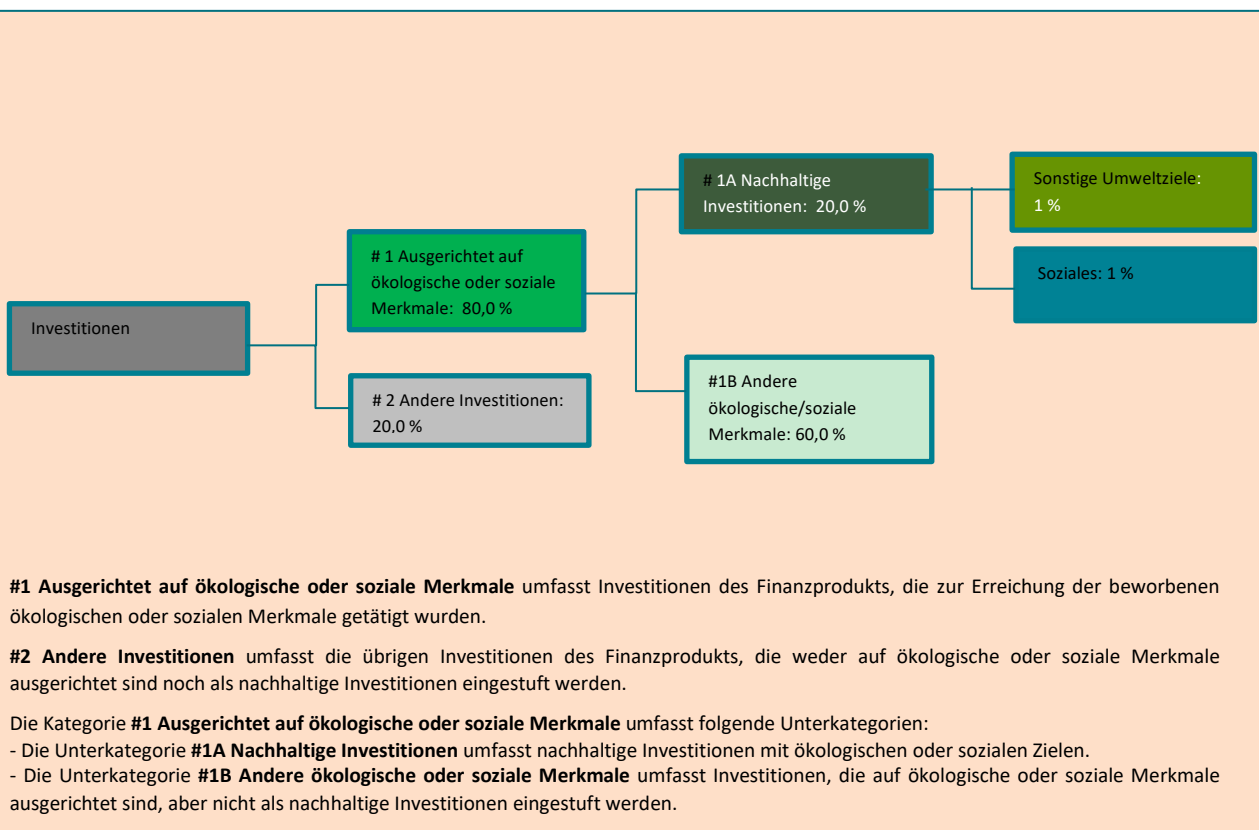 # 1A Nachhaltige
Investitionen: 20,0 %
Sonstige Umweltziele:
1 %
# 1 Ausgerichtet auf
ökologische oder soziale
Merkmale: 80,0 %
Soziales: 1 %
Investitionen
# 2 Andere Investitionen:
20,0 %
#1B Andere
ökologische/soziale
Merkmale: 60,0 %
#1 Ausgerichtet auf ökologische oder soziale Merkmale umfasst Investitionen des Finanzprodukts, die zur Erreichung der beworbenen
ökologischen oder sozialen Merkmale getätigt wurden.
#2 Andere Investitionen umfasst die übrigen Investitionen des Finanzprodukts, die weder auf ökologische oder soziale Merkmale
ausgerichtet sind noch als nachhaltige Investitionen eingestuft werden.
Die Kategorie #1 Ausgerichtet auf ökologische oder soziale Merkmale umfasst folgende Unterkategorien:
- Die Unterkategorie #1A Nachhaltige Investitionen umfasst nachhaltige Investitionen mit ökologischen oder sozialen Zielen.
- Die Unterkategorie #1B Andere ökologische oder soziale Merkmale umfasst Investitionen, die auf ökologische oder soziale Merkmale
ausgerichtet sind, aber nicht als nachhaltige Investitionen eingestuft werden.